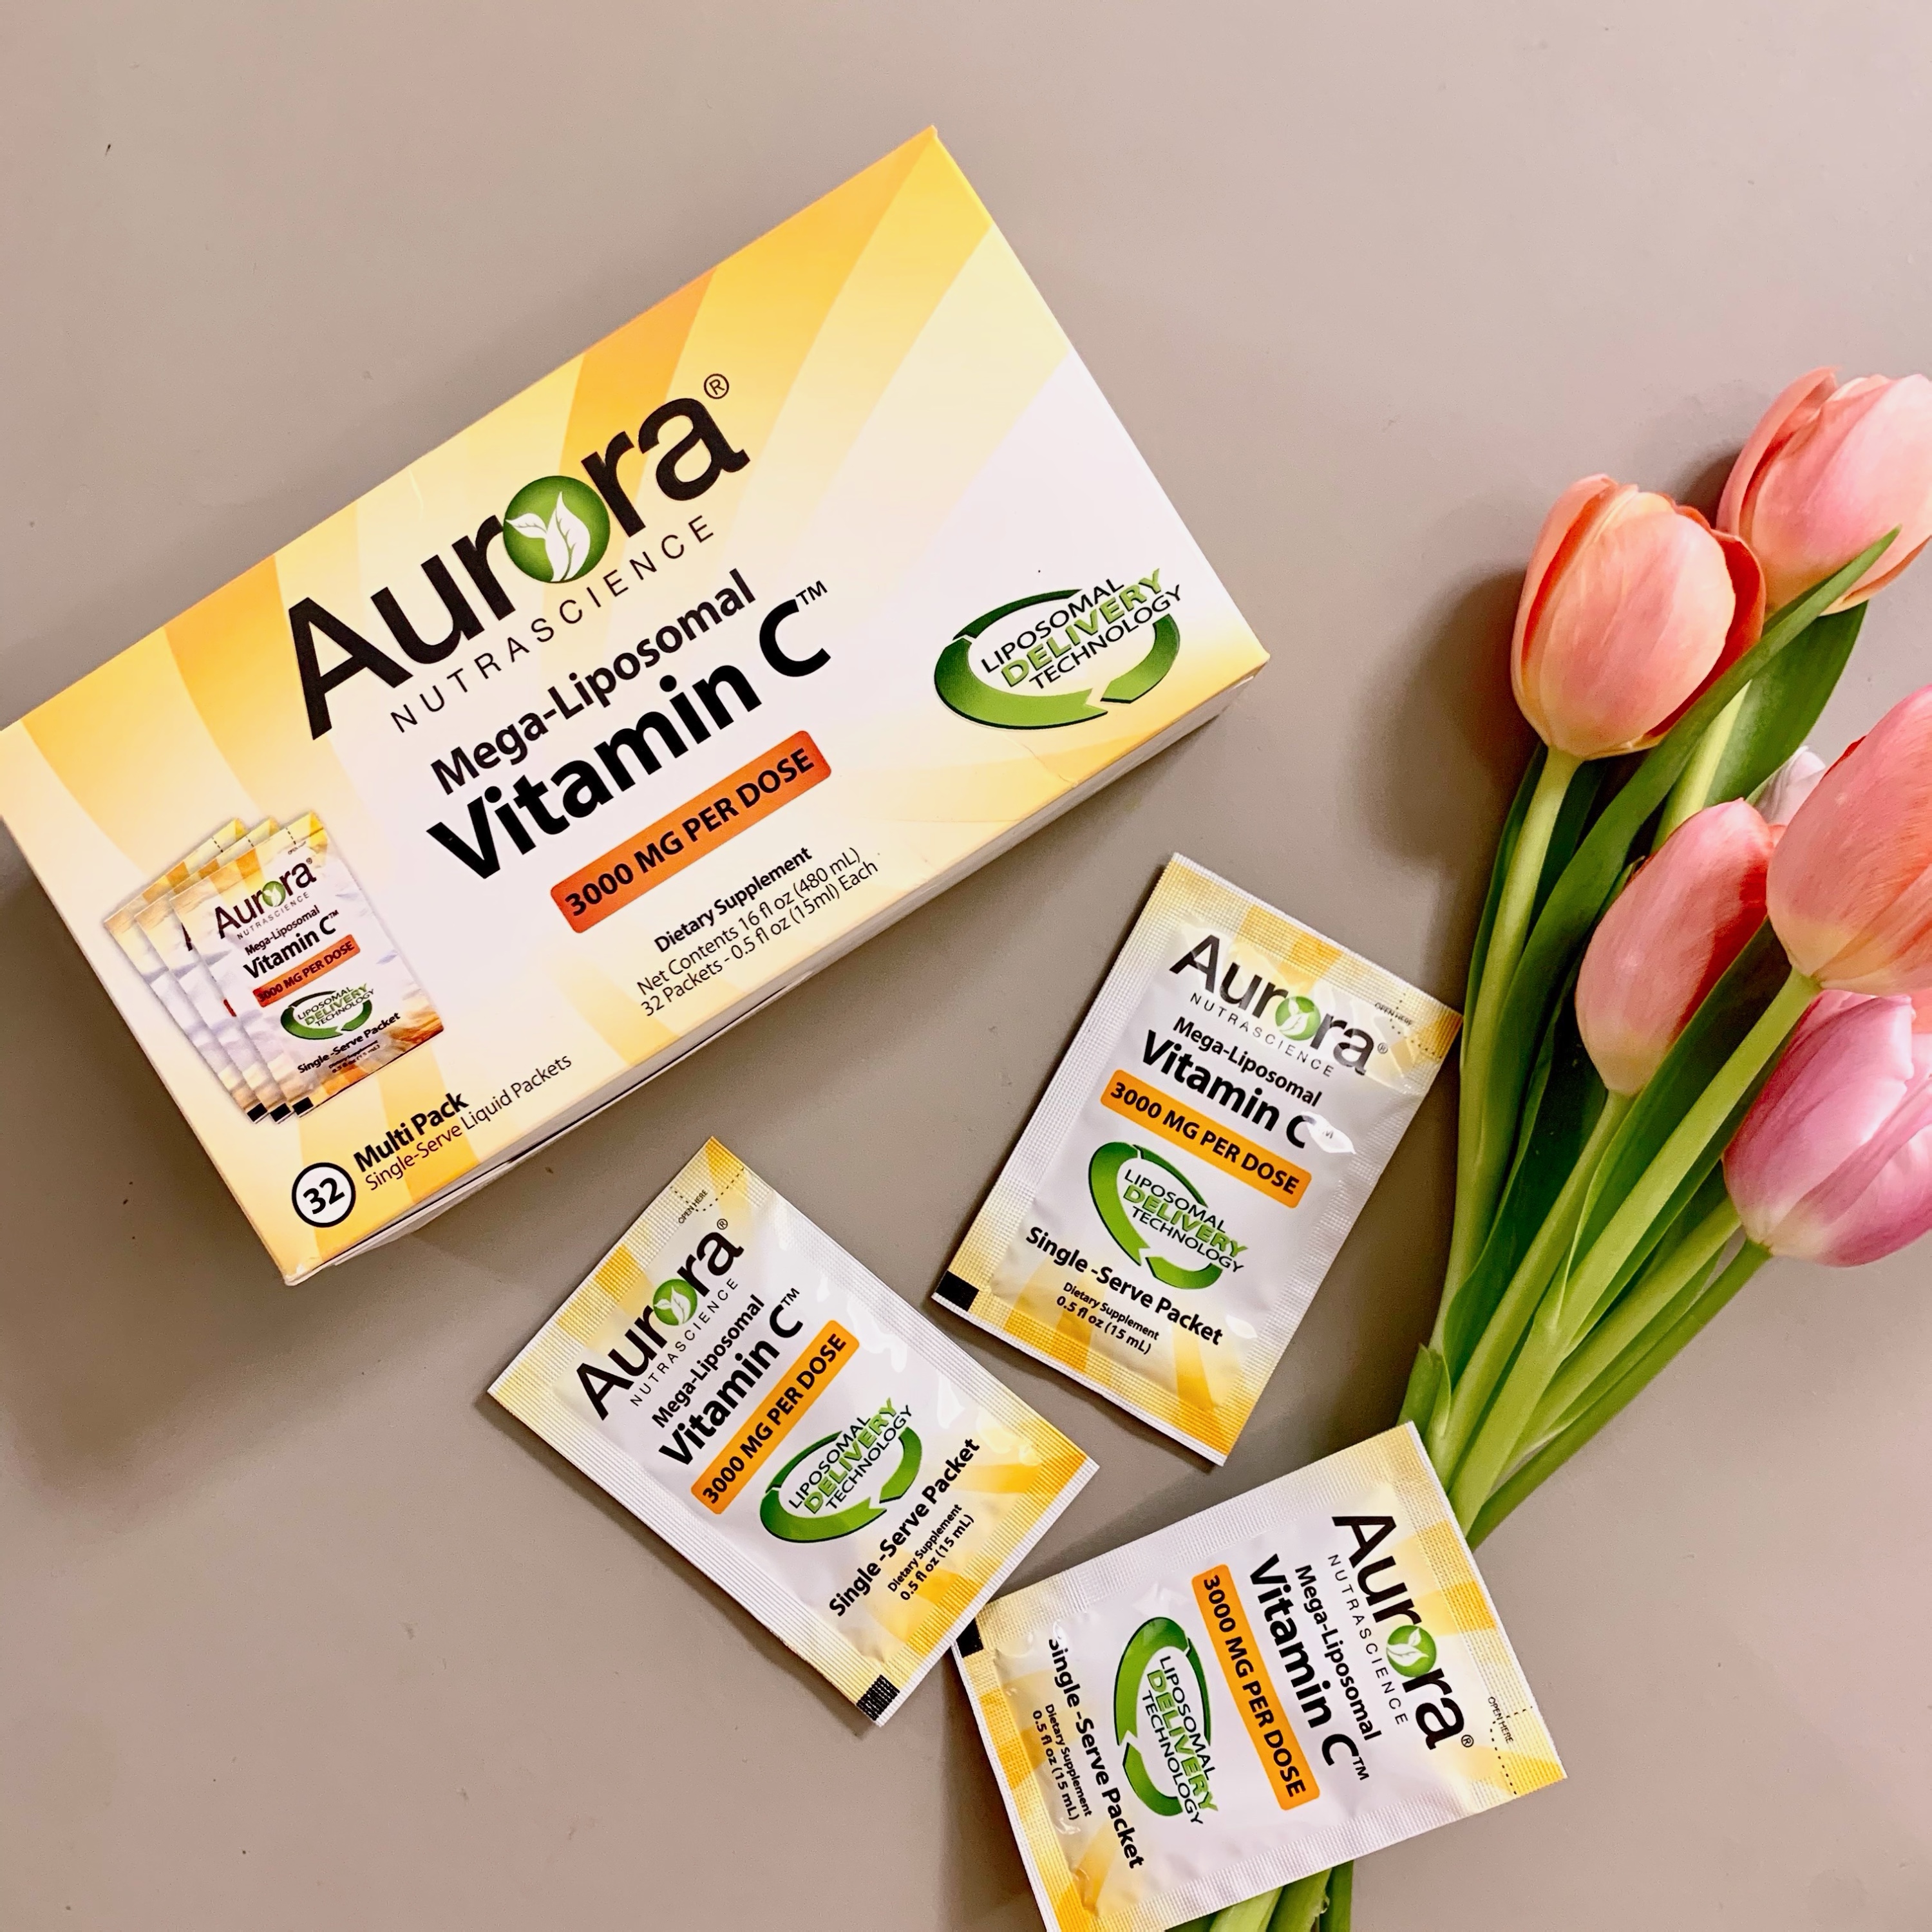 Aurora®
NUTRASCIENCE
Mega-Liposomal
Vitamin C™
3000 MG PER DOSE
Dietary Supplement
Net Contents 16 fl oz (480 mL)
32 Packets - 0.5 fl oz (15ml) Each
LIPOSOMAL
DELIVERY
TECHNOLOGY
Aurora®
NUTRASCIENCE
Mega-Liposomal
Vitamin C™
3000 MG PER DOSE
LIPOSOMAL
DELIVERY
TECHNOLOGY
Single-Serve Packet
32
Multi Pack
Single-Serve Liquid Packets
OPEN HERE
Aurora®
NUTRASCIENCE
Mega-Liposomal
Vitamin C™
3000 MG PER DOSE
LIPOSOMAL
DELIVERY
TECHNOLOGY
Single -Serve Packet
Dietary Supplement
0.5 fl oz (15 mL)
OPEN HERE
Aurora®
NUTRASCIENCE
Mega-Liposomal
Vitamin C™
3000 MG PER DOSE
LIPOSOMAL
DELIVERY
TECHNOLOGY
Single -Serve Packet
Dietary Supplement
0.5 fl oz (15 mL)
OPEN HERE
Aurora®
NUTRASCIENCE
Mega-Liposomal
Vitamin C™
3000 MG PER DOSE
LIPOSOMAL
DELIVERY
TECHNOLOGY
Single -Serve Packet
Dietary Supplement
0.5 fl oz (15 mL)